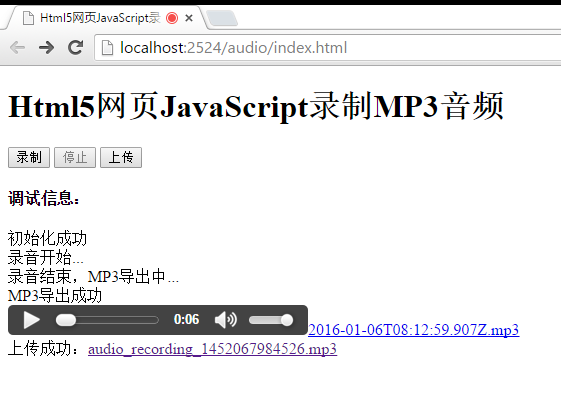 Html5网页JavaScript录
localhost:2524/audio/index.html
Html5网页JavaScript录制MP3音频
录制 停止 上传
调试信息：
初始化成功
录音开始...
录音结束，MP3导出中...
MP3导出成功
0:06 2016-01-06T08:12:59.907Z.mp3
上传成功：audio_recording_1452067984526.mp3